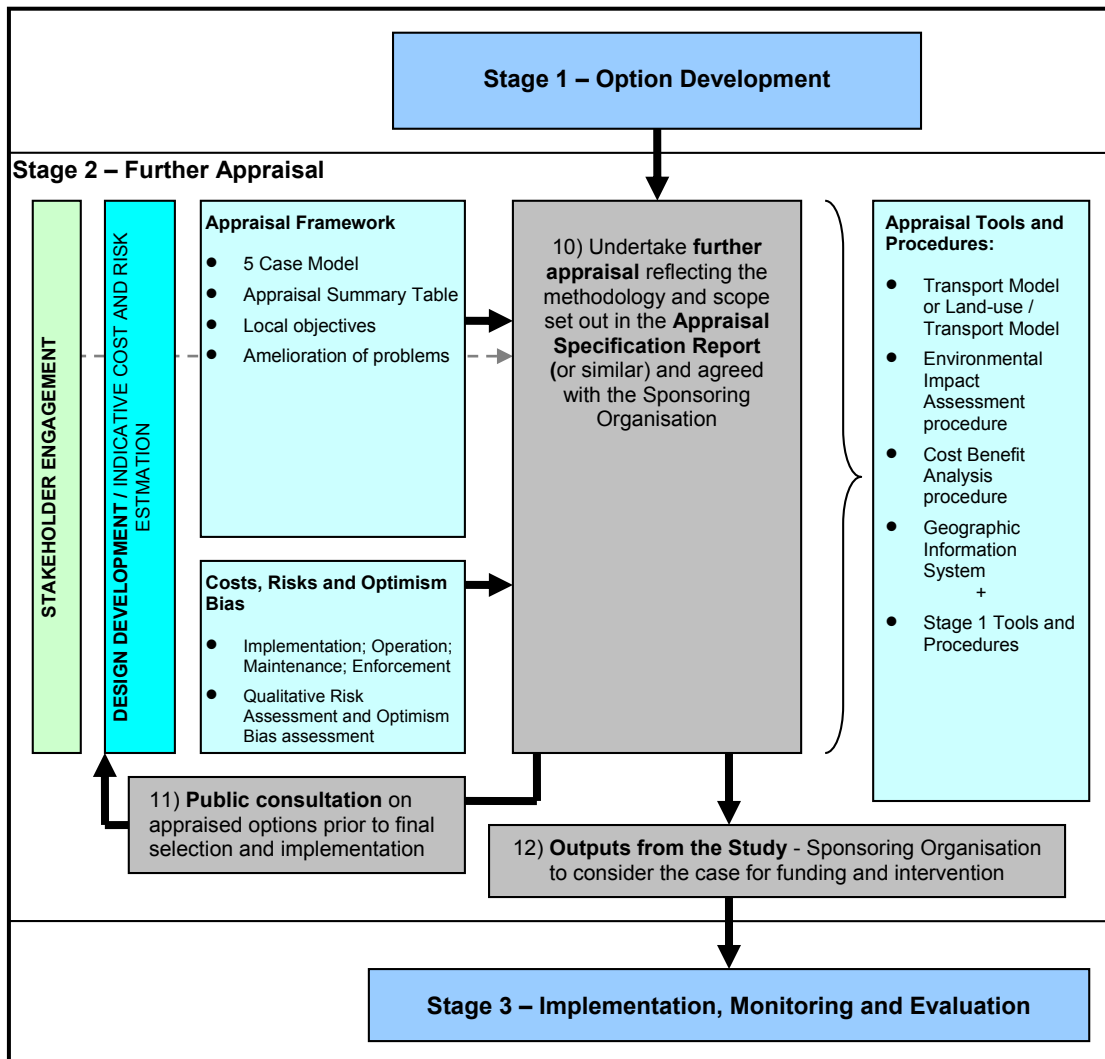 Stage 1 – Option Development
Stage 2 – Further Appraisal
STAKEHOLDER ENGAGEMENT
DESIGN DEVELOPMENT / INDICATIVE COST AND RISK
ESTMATION
Appraisal Framework
● 5 Case Model
● Appraisal Summary Table
● Local objectives
● Amelioration of problems
Costs, Risks and Optimism
Bias
● Implementation; Operation;
Maintenance; Enforcement
● Qualitative Risk
Assessment and Optimism
Bias assessment
10) Undertake further
appraisal reflecting the
methodology and scope
set out in the Appraisal
Specification Report
(or similar) and agreed
with the Sponsoring
Organisation
Appraisal Tools and
Procedures:
● Transport Model
or Land-use /
Transport Model
● Environmental
Impact
Assessment
procedure
● Cost Benefit
Analysis
procedure
● Geographic
Information
System
+
● Stage 1 Tools and
Procedures
11) Public consultation on
appraised options prior to final
selection and implementation
12) Outputs from the Study - Sponsoring Organisation
to consider the case for funding and intervention
Stage 3 – Implementation, Monitoring and Evaluation